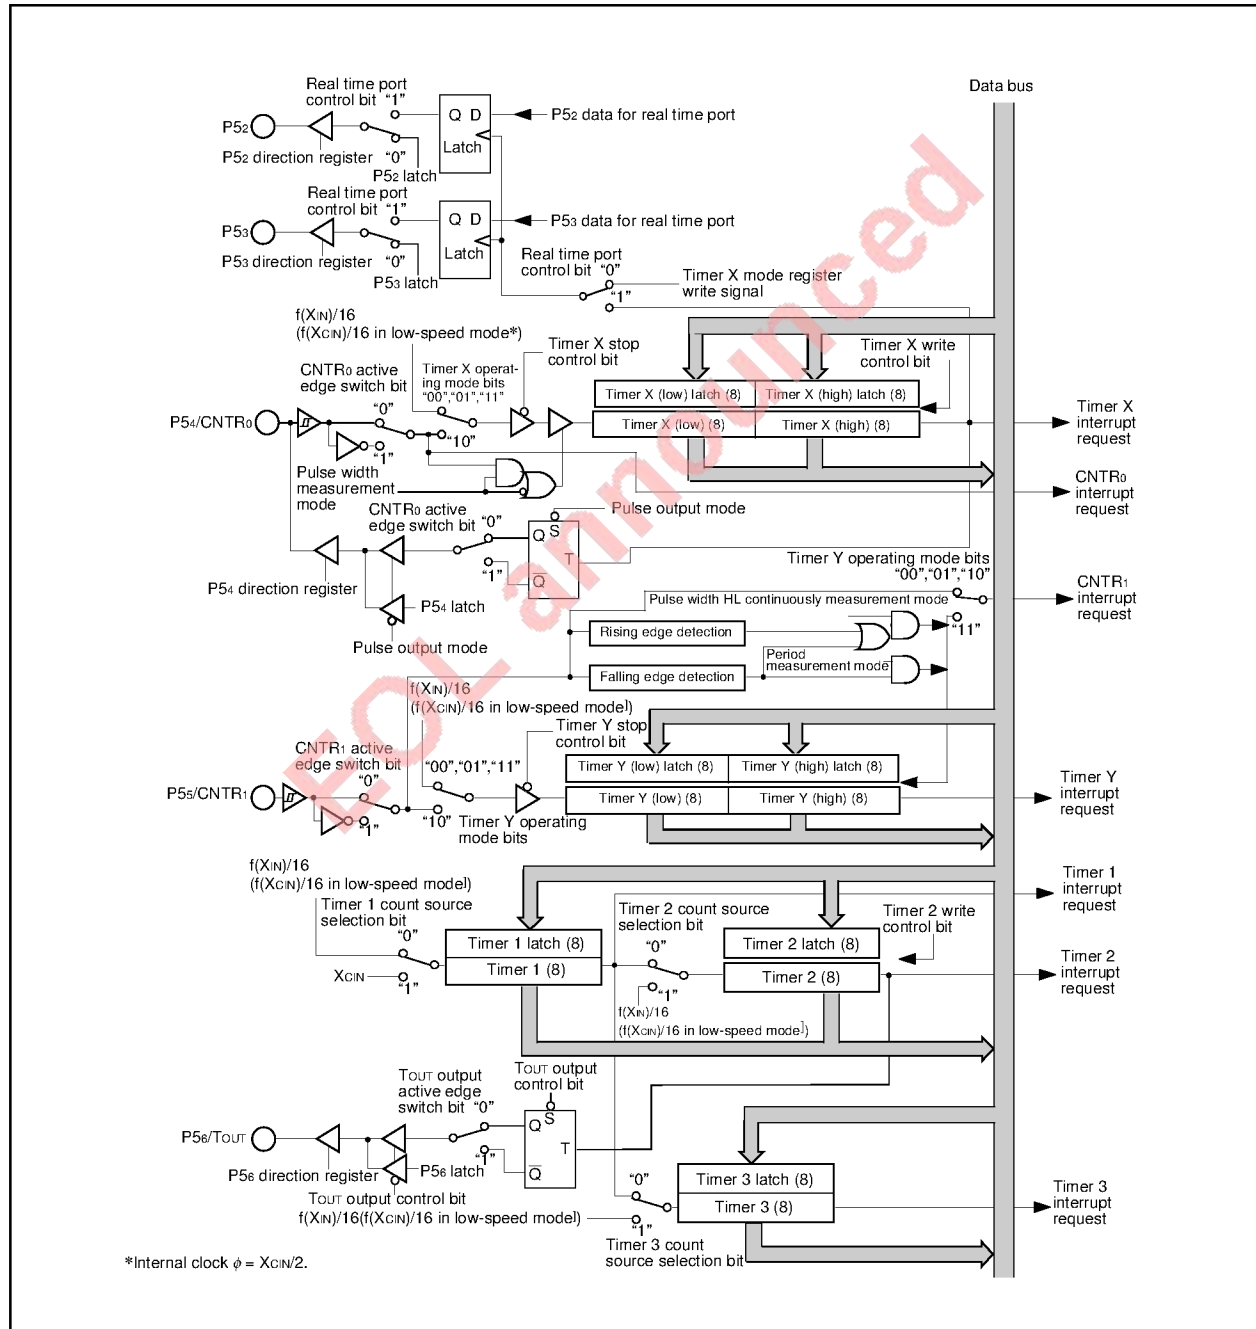 Data bus
Real time port
control bit "1"
P52
Q D
P52 data for real time port
P52 direction register "0"
Latch
P52 latch
Real time port
control bit "1"
P53
Q D
P53 data for real time port
P53 direction register "0"
Latch
P53 latch
Real time port
control bit "0"
"1"
Timer X mode register
write signal
f(XIN)/16
(f(XCIN)/16 in low-speed mode*)
Timer X stop
control bit
Timer X write
control bit
CNTR0 active
edge switch bit
Timer X operat-
ing mode bits
"00","01","11"
Timer X (low) latch (8)
Timer X (high) latch (8)
P54/CNTR0
"0"
"10"
Timer X (low) (8)
Timer X (high) (8)
Timer X
interrupt
request
"1"
Pulse width
measurement
mode
CNTR0
interrupt
request
CNTR0 active
edge switch bit "0"
Pulse output mode
Q S
T
"1"
Q
P54 direction register
P54 latch
Pulse output mode
Timer Y operating mode bits
"00","01","10"
CNTR1
interrupt
request
Pulse width HL continuously measurement mode
"11"
Rising edge detection
Period
measurement mode
Falling edge detection
f(XIN)/16
(f(XCIN)/16 in low-speed mode])
Timer Y stop
control bit
CNTR1 active
edge switch bit
"00","01","11"
Timer Y (low) latch (8)
Timer Y (high) latch (8)
P55/CNTR1
"0"
"1"
"10"
Timer Y operating
mode bits
Timer Y (low) (8)
Timer Y (high) (8)
Timer Y
interrupt
request
f(XIN)/16
(f(XCIN)/16 in low-speed mode])
Timer 1 count source
selection bit
"0"
XCIN
"1"
Timer 1 latch (8)
Timer 1 (8)
Timer 2 count source
selection bit
"0"
"1"
f(XIN)/16
(f(XCIN)/16 in low-speed mode])
Timer 2 latch (8)
Timer 2 (8)
Timer 2 write
control bit
Timer 1
interrupt
request
Timer 2
interrupt
request
TOUT output
active edge
switch bit "0"
TOUT output
control bit
Q S
T
"1"
Q
P56/TOUT
P56 direction register
P56 latch
TOUT output control bit
f(XIN)/16(f(XCIN)/16 in low-speed mode])
"0"
"1"
Timer 3 count
source selection bit
Timer 3 latch (8)
Timer 3 (8)
Timer 3
interrupt
request
*Internal clock ϕ = XCIN/2.
EOL announced